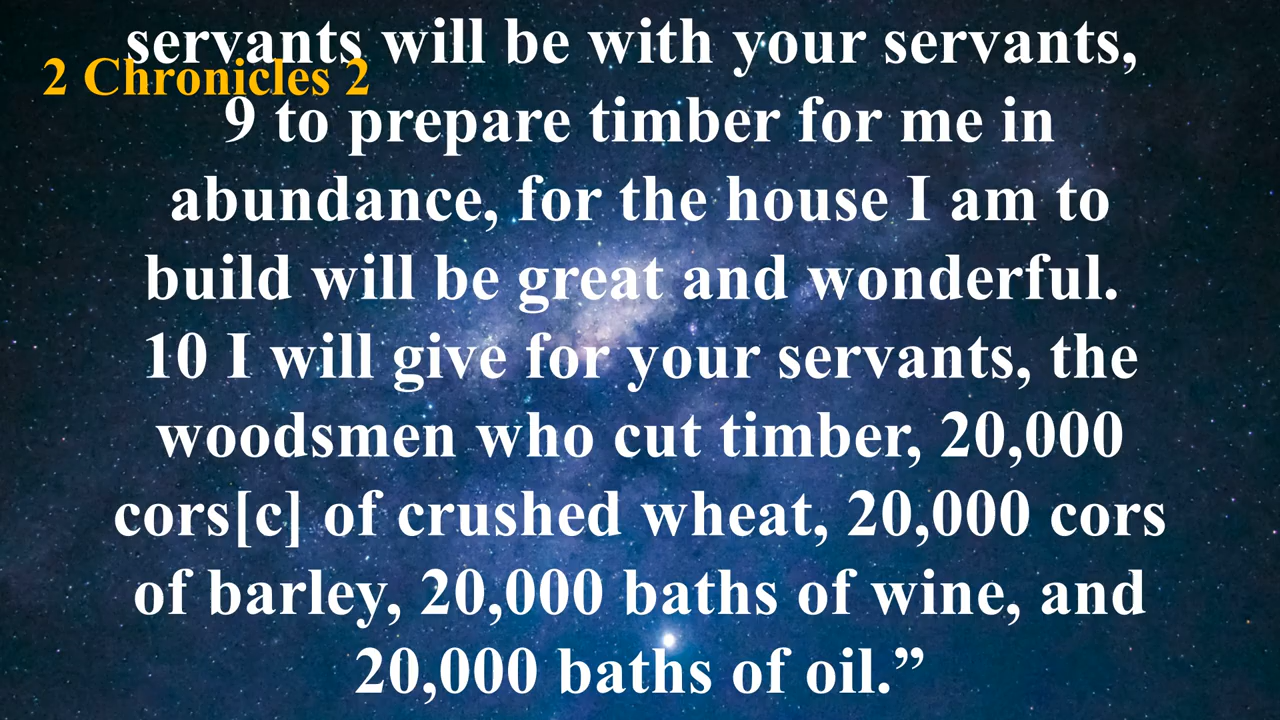 servants will be with your servants,
2 Chronicles 2
9 to prepare timber for me in
abundance, for the house I am to
build will be great and wonderful.
10 I will give for your servants, the
woodsmen who cut timber, 20,000
cors[c] of crushed wheat, 20,000 cors
of barley, 20,000 baths of wine, and
20,000 baths of oil.”